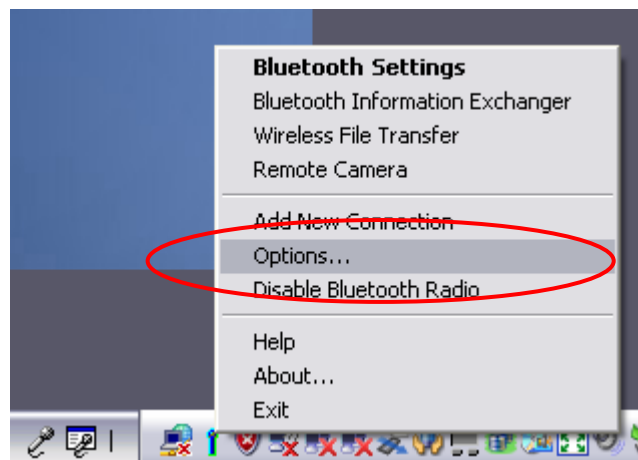 Bluetooth Settings
Bluetooth Information Exchanger
Wireless File Transfer
Remote Camera
Add New Connection
Options...
Disable Bluetooth Radio
Help
About...
Exit